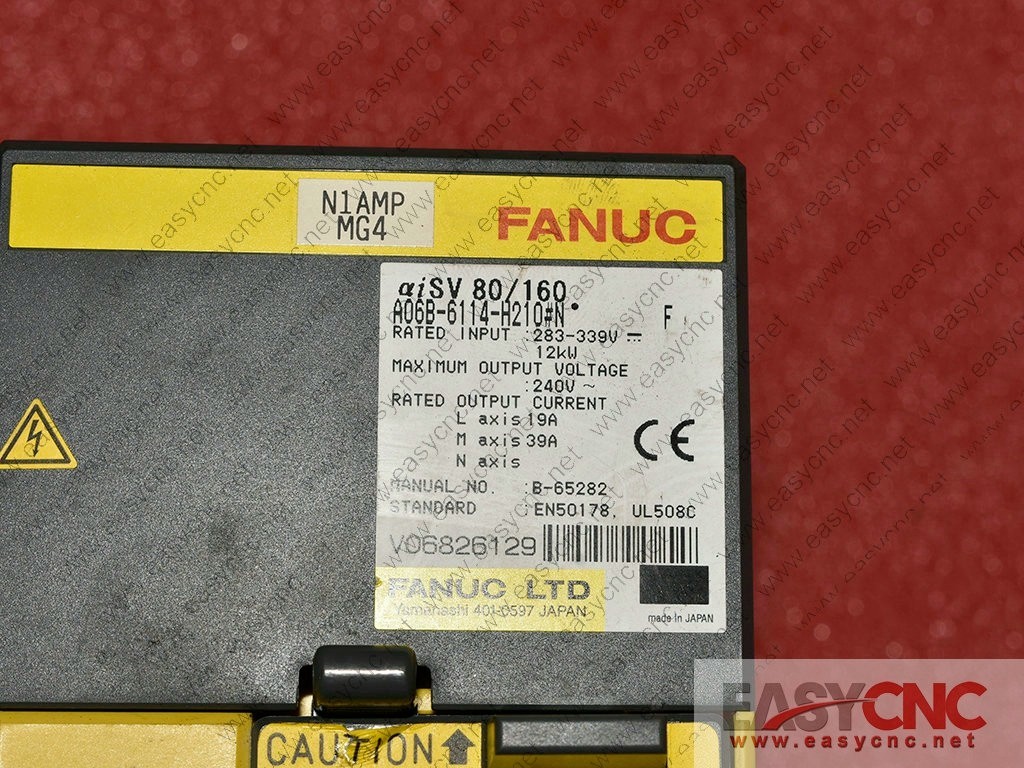 N1AMP
MG4
FANUC
αiSV 80/160
A06B-6114-H210#N
F
RATED INPUT :283-339V ⎓
12kW
MAXIMUM OUTPUT VOLTAGE
:240V ~
RATED OUTPUT CURRENT
L axis 19A
M axis 39A
N axis
CE
MANUAL NO. :B-65282
STANDARD :EN50178, UL508C
V06826129
FANUC LTD
Yamanashi 401-0597 JAPAN
made in JAPAN
CAUTION
EASYCNC
www.easycnc.net